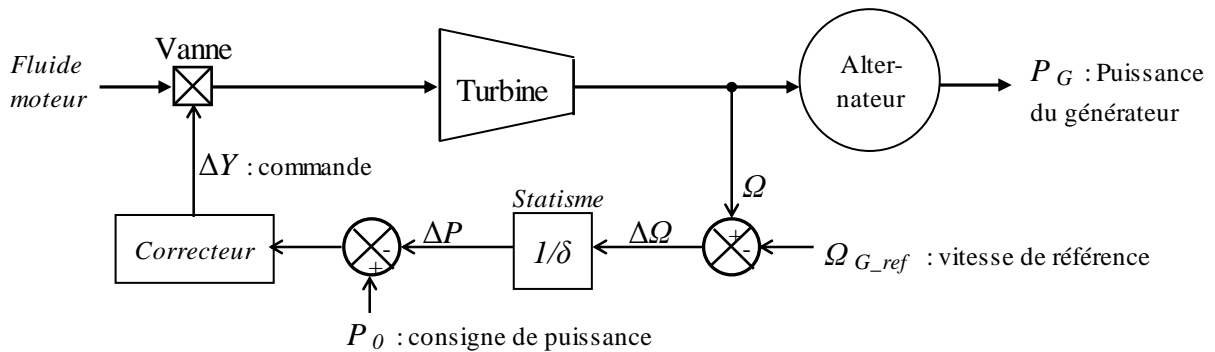 Fluide
moteur
Vanne
Turbine
Alter-
nateur
P G : Puissance
du générateur
ΔY : commande
Ω
Statisme
Correcteur
-
+
ΔP
1/δ
ΔΩ
+
-
Ω G_ref : vitesse de référence
P 0 : consigne de puissance